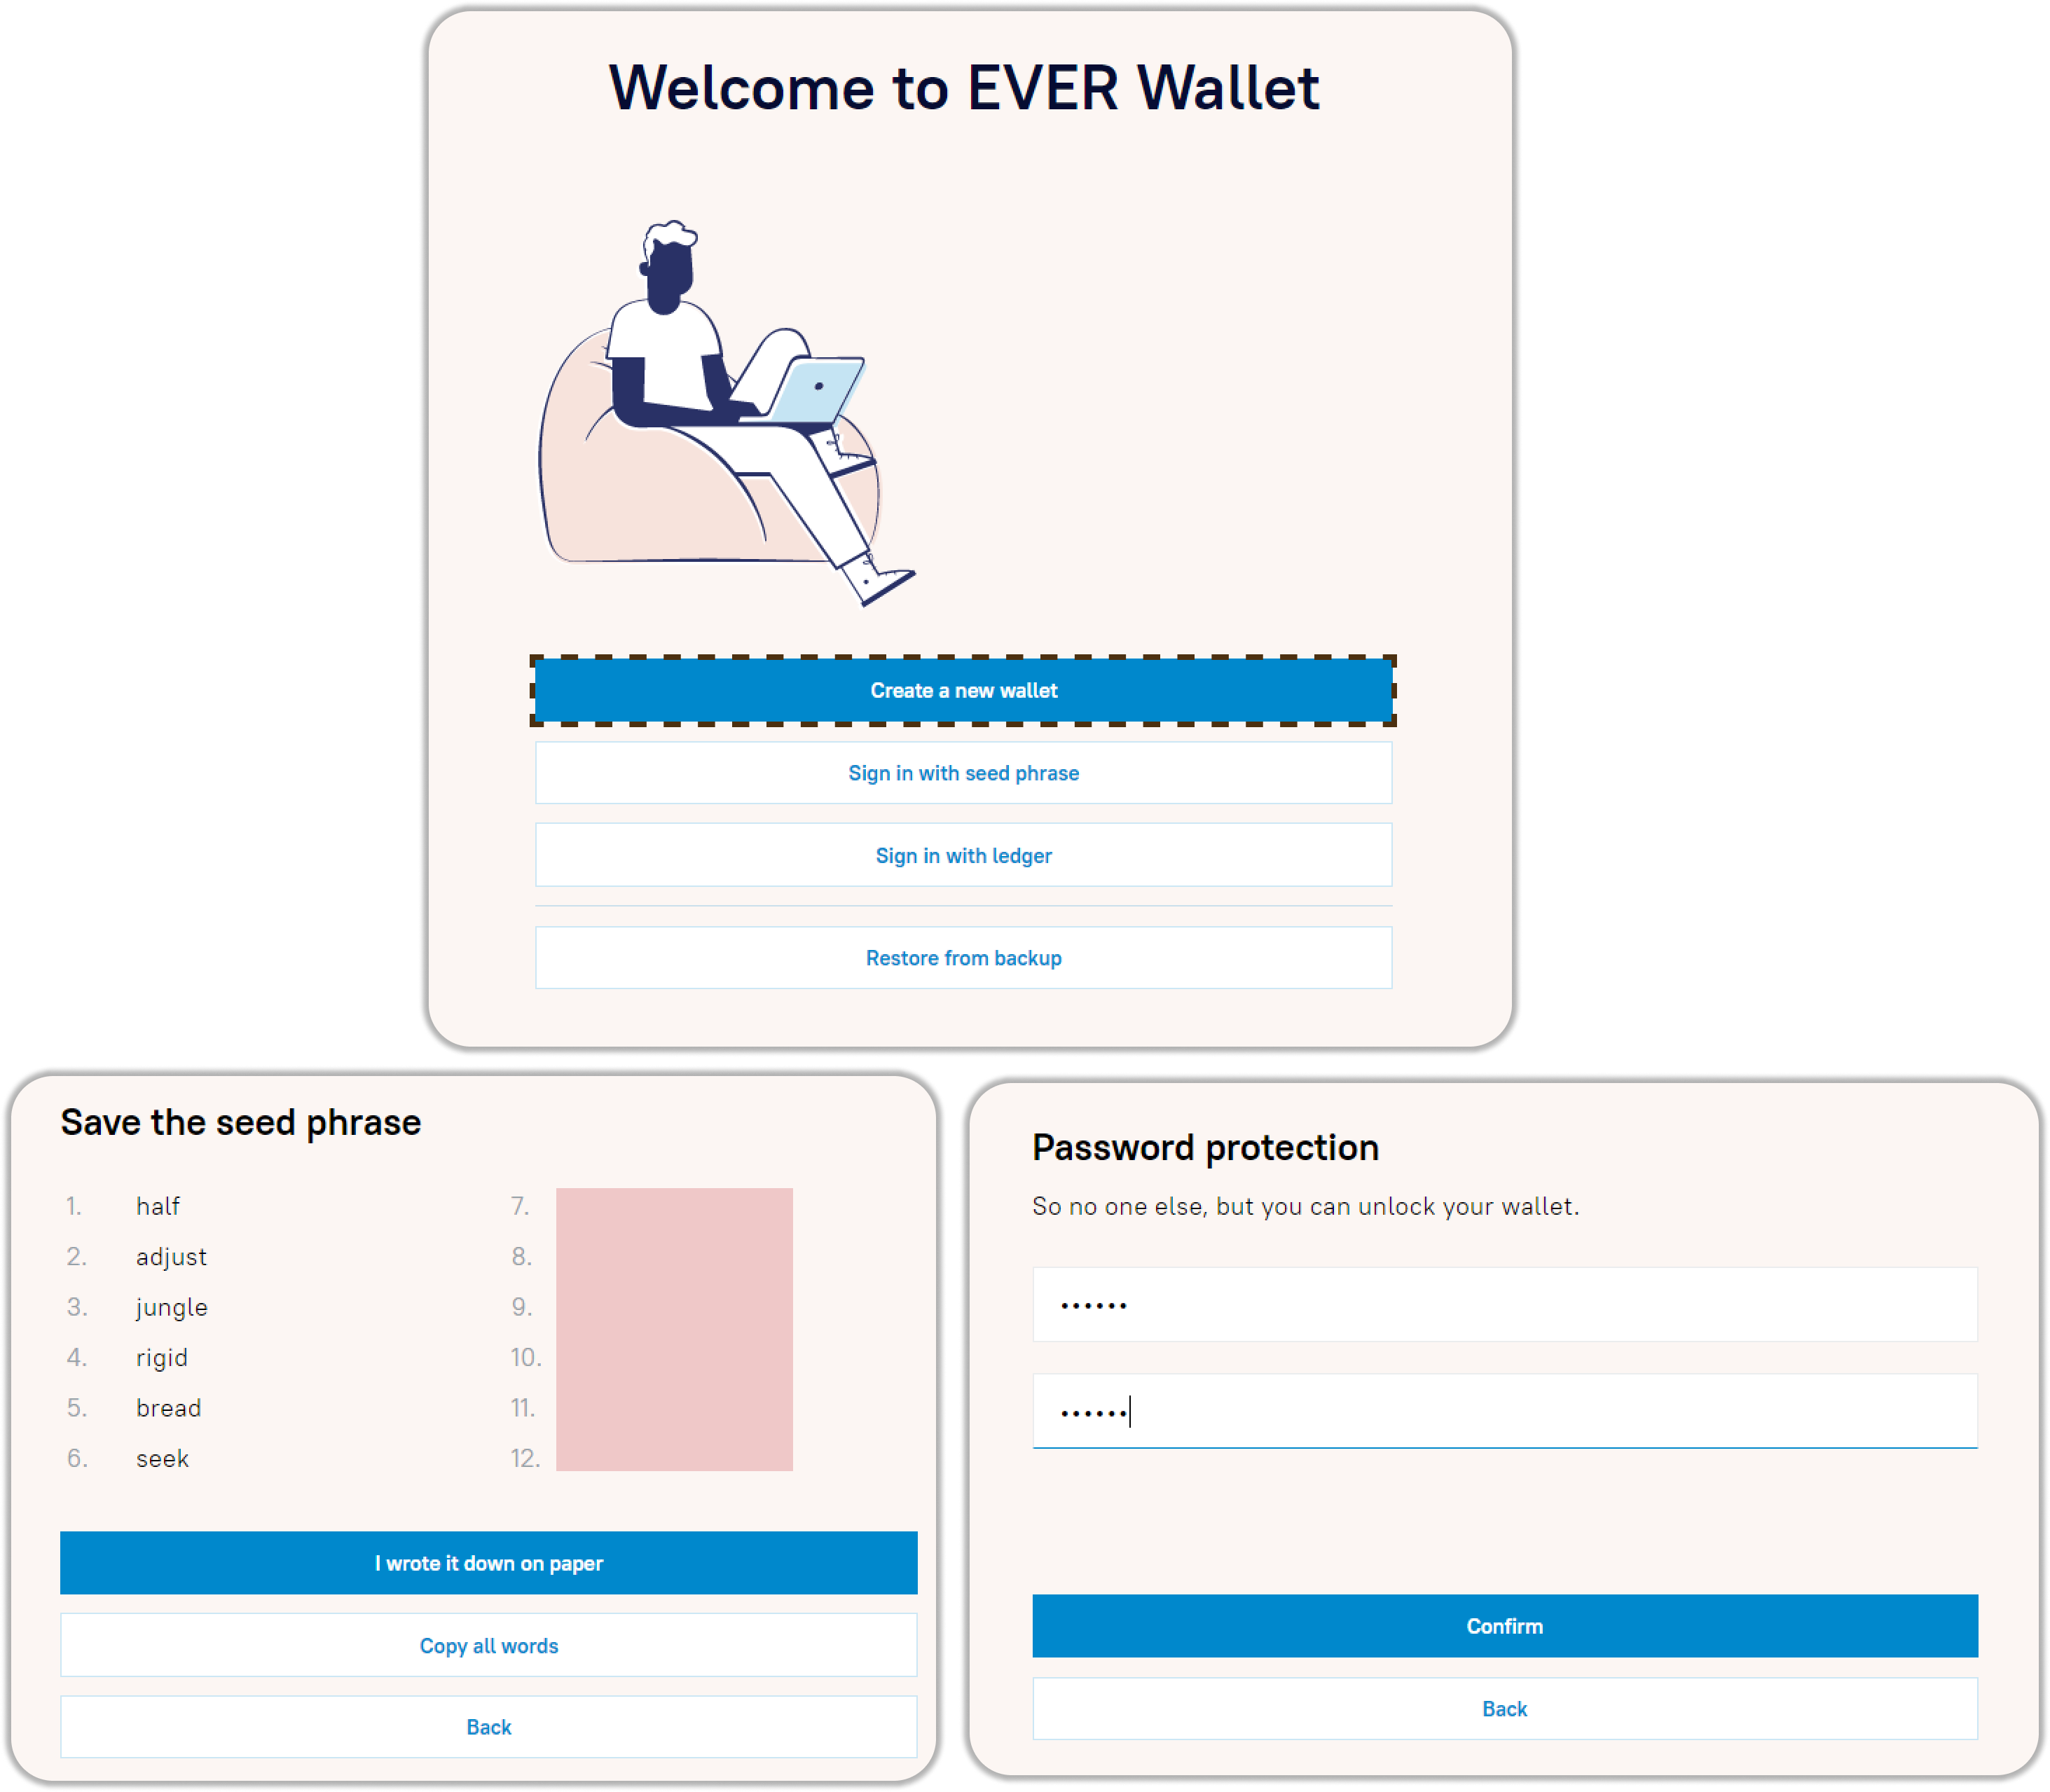 Welcome to EVER Wallet
Create a new wallet
Sign in with seed phrase
Sign in with ledger
Restore from backup
Save the seed phrase
1. half
2. adjust
3. jungle
4. rigid
5. bread
6. seek
7.
8.
9.
10.
11.
12.
I wrote it down on paper
Copy all words
Back
Password protection
So no one else, but you can unlock your wallet.
••••••
••••••
Confirm
Back